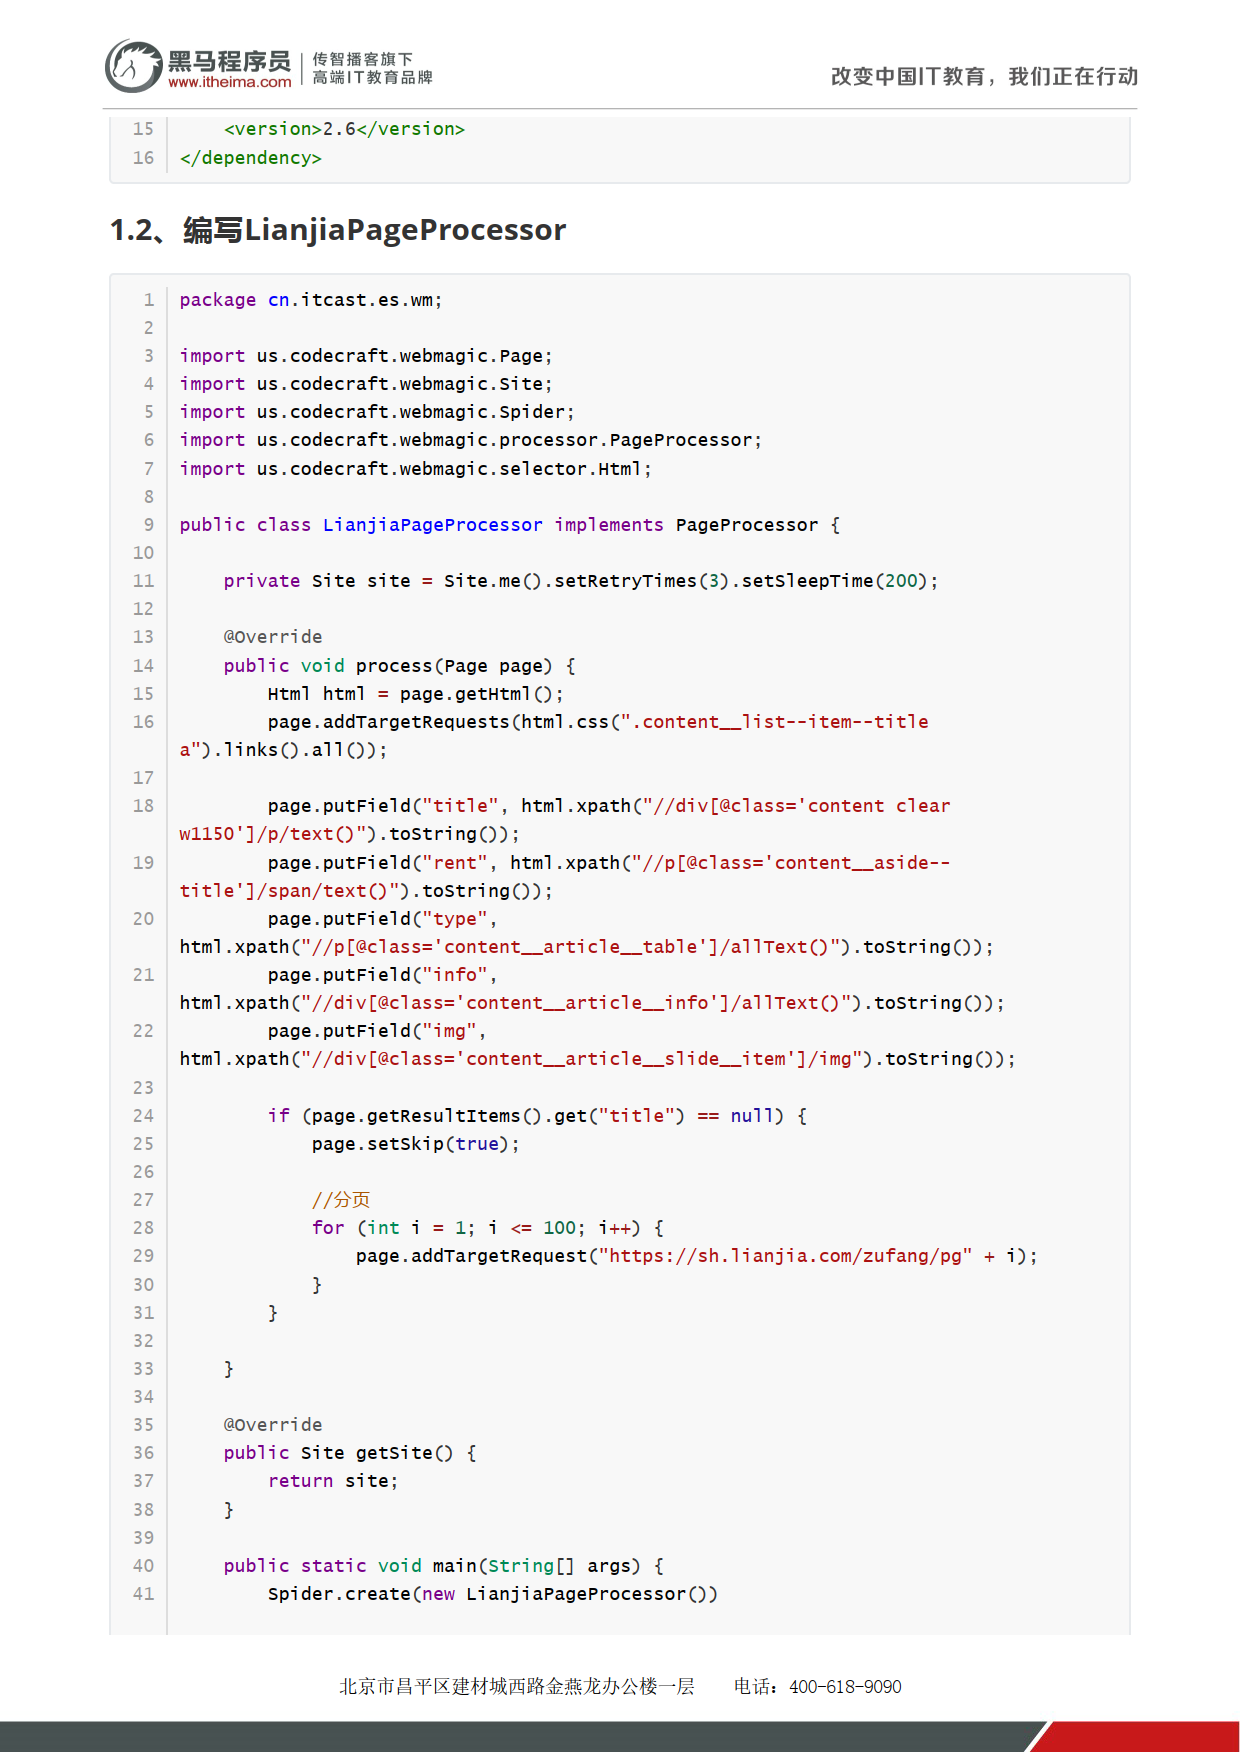 黑马程序员
www.itheima.com
传智播客旗下
高端IT教育品牌
改变中国IT教育，我们正在行动
15     <version>2.6</version>
16 </dependency>
1.2、编写LianjiaPageProcessor
1 package cn.itcast.es.wm;
2
3 import us.codecraft.webmagic.Page;
4 import us.codecraft.webmagic.Site;
5 import us.codecraft.webmagic.Spider;
6 import us.codecraft.webmagic.processor.PageProcessor;
7 import us.codecraft.webmagic.selector.Html;
8
9 public class LianjiaPageProcessor implements PageProcessor {
10
11     private Site site = Site.me().setRetryTimes(3).setSleepTime(200);
12
13     @Override
14     public void process(Page page) {
15         Html html = page.getHtml();
16         page.addTargetRequests(html.css(".content__list--item--title
a").links().all());
17
18         page.putField("title", html.xpath("//div[@class='content clear
w1150']/p/text()").toString());
19         page.putField("rent", html.xpath("//p[@class='content__aside--
title']/span/text()").toString());
20         page.putField("type",
html.xpath("//p[@class='content__article__table']/allText()").toString());
21         page.putField("info",
html.xpath("//div[@class='content__article__info']/allText()").toString());
22         page.putField("img",
html.xpath("//div[@class='content__article__slide__item']/img").toString());
23
24         if (page.getResultItems().get("title") == null) {
25             page.setSkip(true);
26
27             //分页
28             for (int i = 1; i <= 100; i++) {
29                 page.addTargetRequest("https://sh.lianjia.com/zufang/pg" + i);
30             }
31         }
32
33     }
34
35     @Override
36     public Site getSite() {
37         return site;
38     }
39
40     public static void main(String[] args) {
41         Spider.create(new LianjiaPageProcessor())
北京市昌平区建材城西路金燕龙办公楼一层 电话：400-618-9090